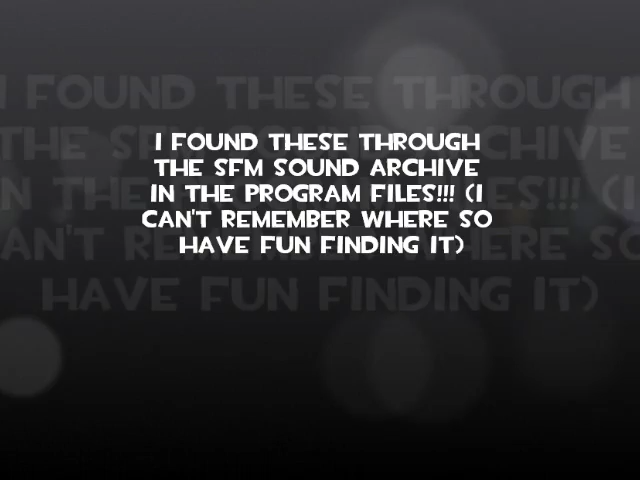 I FOUND THESE THROUGH
THE SFM SOUND ARCHIVE
IN THE PROGRAM FILES!!! (I
CAN'T REMEMBER WHERE SO
HAVE FUN FINDING IT)